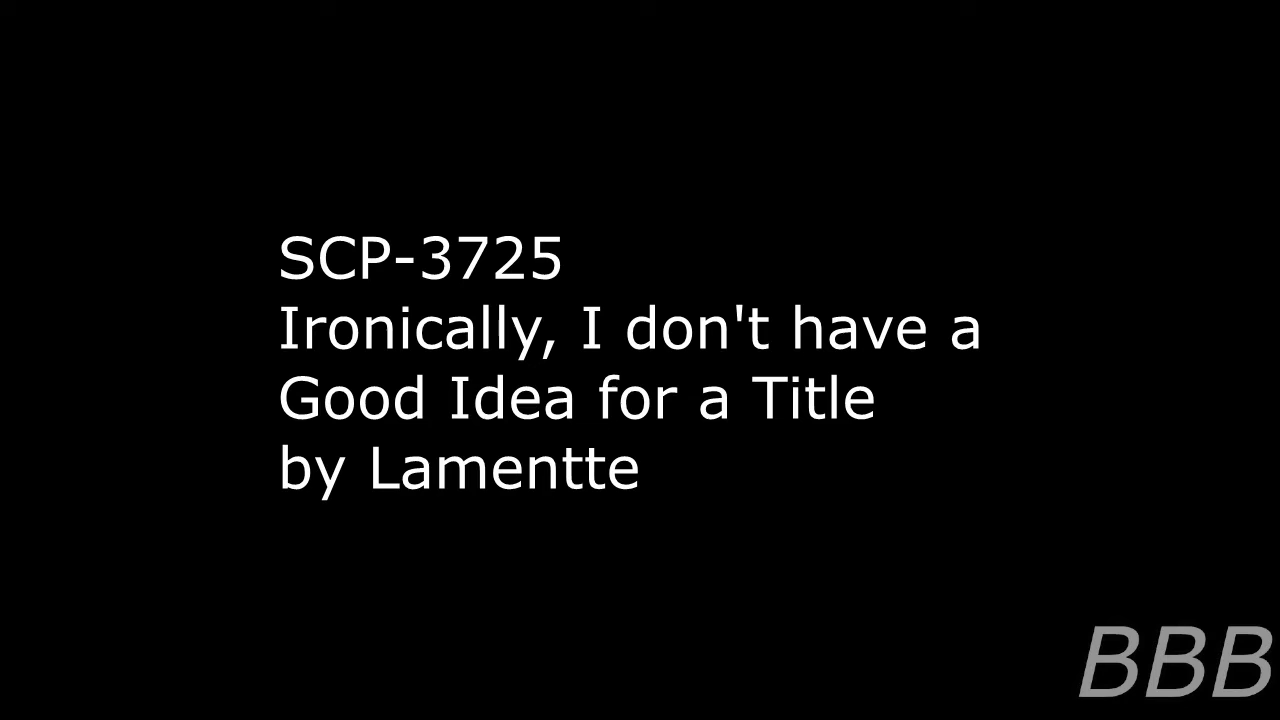 SCP-3725
Ironically, I don't have a
Good Idea for a Title
by Lamentte
BBB